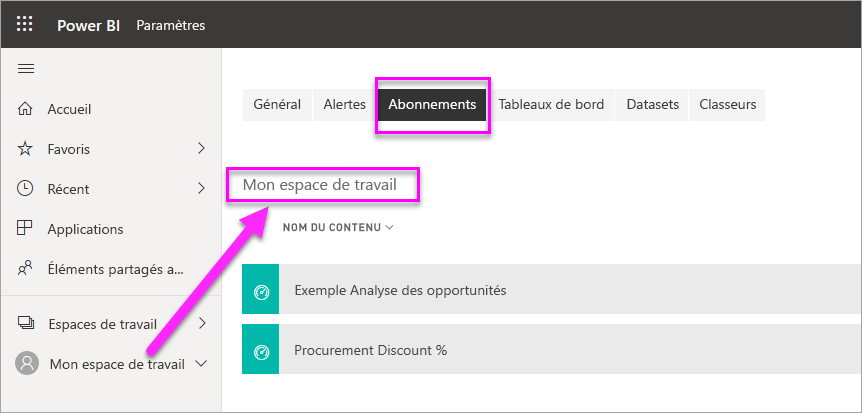 Power BI Paramètres
Accueil
Favoris
Récent
Applications
Éléments partagés a...
Espaces de travail
Mon espace de travail
Général Alertes Abonnements Tableaux de bord Datasets Classeurs
Mon espace de travail
NOM DU CONTENU
Exemple Analyse des opportunités
Procurement Discount %